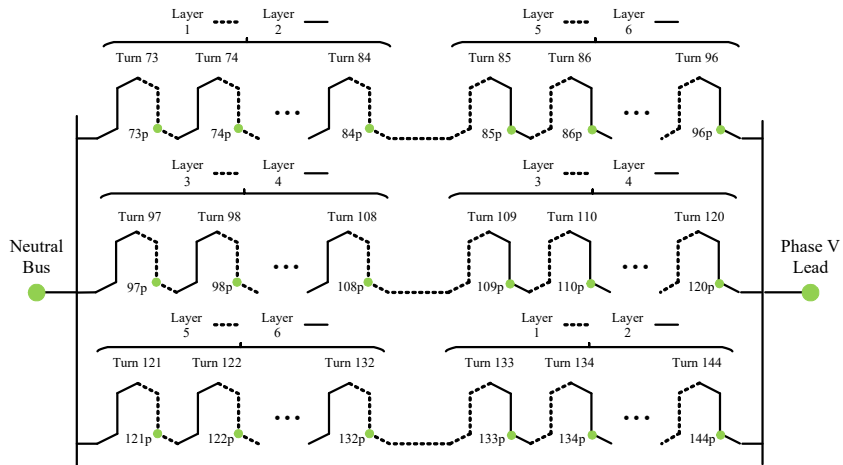 Layer 1 Layer 2 Layer 5 Layer 6
Turn 73 Turn 74 Turn 84 Turn 85 Turn 86 Turn 96
73p 74p 84p 85p 86p 96p
Layer 3 Layer 4 Layer 3 Layer 4
Turn 97 Turn 98 Turn 108 Turn 109 Turn 110 Turn 120
Neutral Bus
Phase V Lead
97p 98p 108p 109p 110p 120p
Layer 5 Layer 6 Layer 1 Layer 2
Turn 121 Turn 122 Turn 132 Turn 133 Turn 134 Turn 144
121p 122p 132p 133p 134p 144p